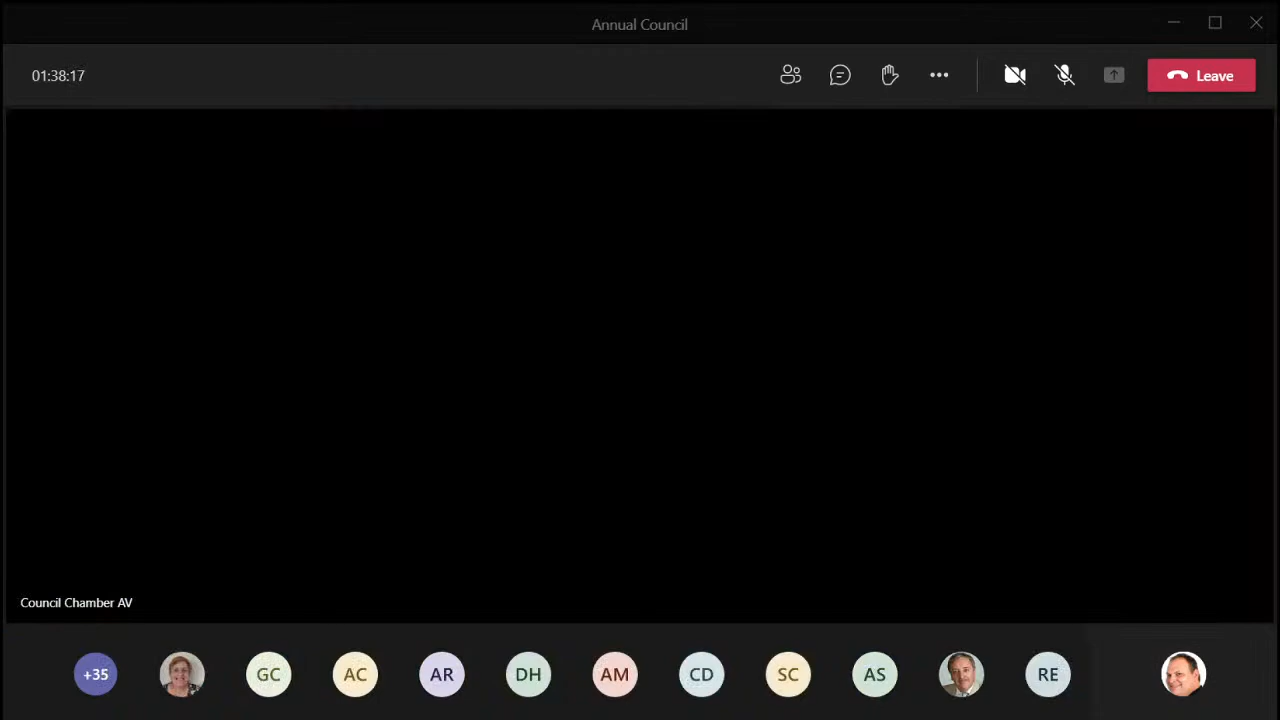 Annual Council
01:38:17
Leave
Council Chamber AV
+35
GC
AC
AR
DH
AM
CD
SC
AS
RE